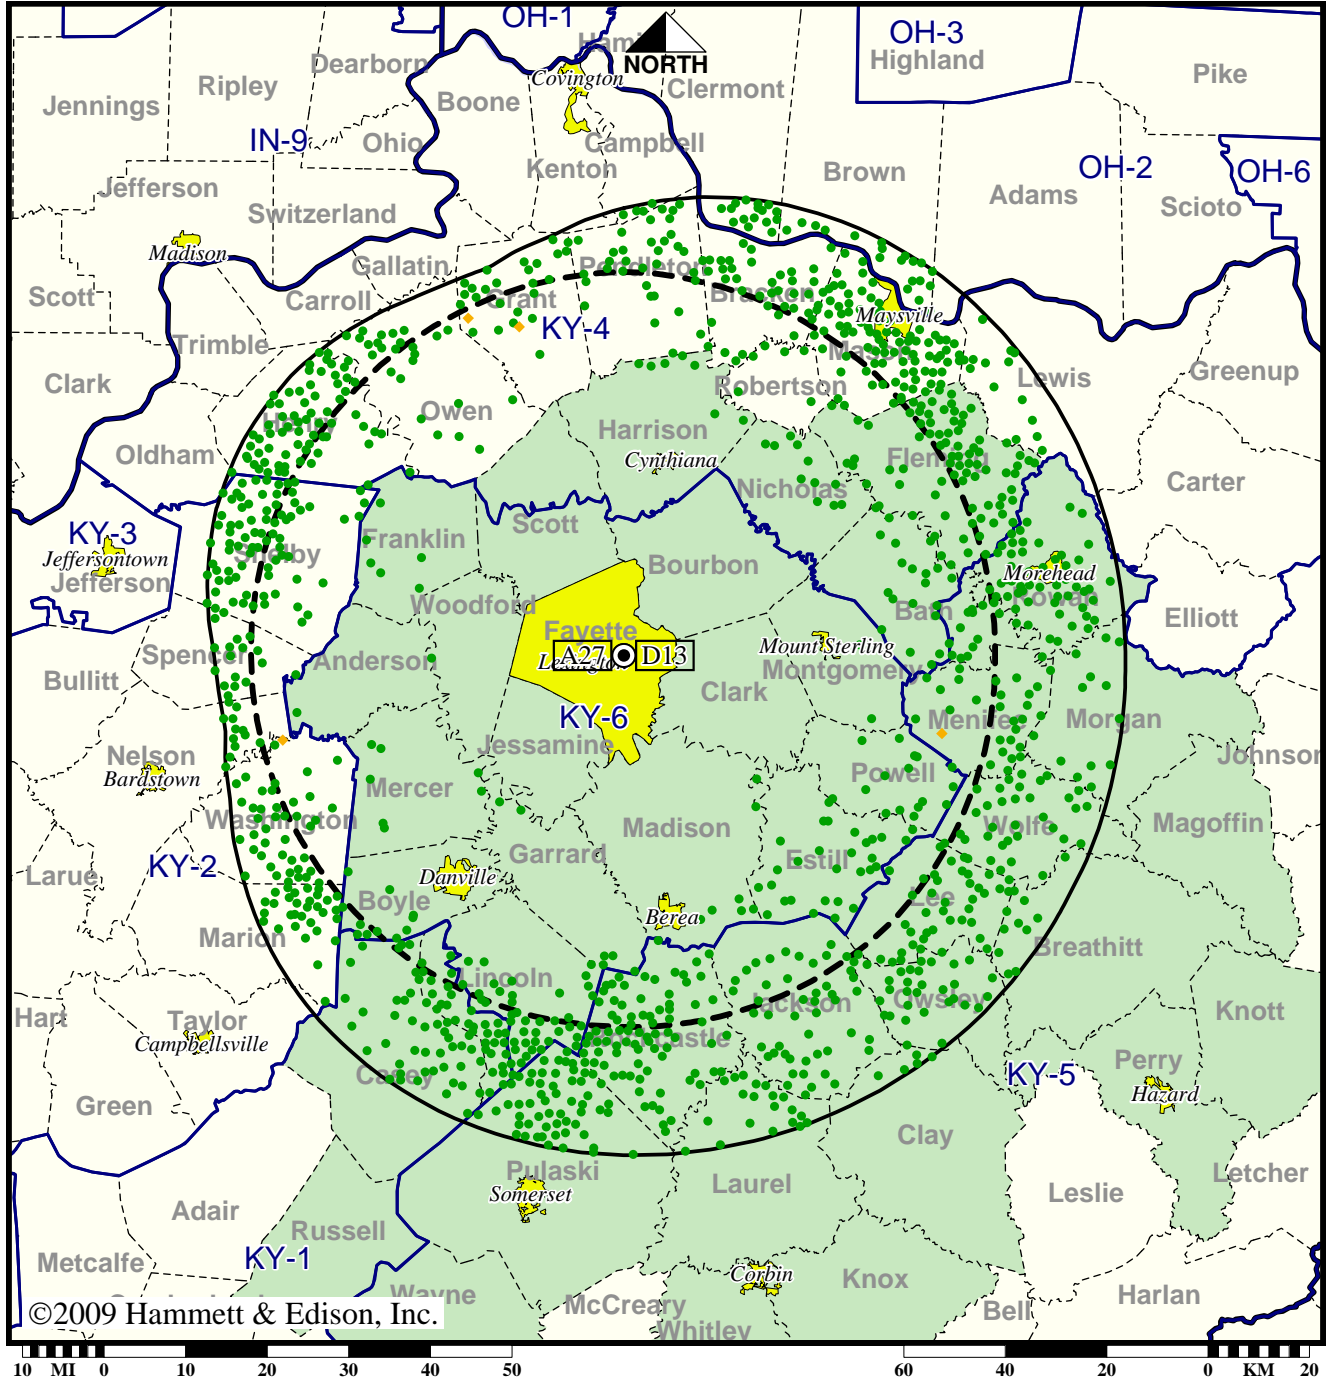 OH-1
Hami
NORTH
OH-3
Highland
Dearborn
Ripley
Covington
Clermont
Pike
Jennings
Boone
IN-9
Ohio
Campbell
Kenton
Brown
OH-2
OH-6
Jefferson
Adams
Switzerland
Scioto
Madison
Gallatin
Pendleton
Scott
Carroll
Grant
Bracken
Maysville
KY-4
Trimble
Mason
Clark
Robertson
Lewis
Greenup
Owen
Henry
Harrison
Oldham
Cynthiana
Fleming
Nicholas
Carter
KY-3
Scott
Franklin
Jeffersontown
Shelby
Bourbon
Jefferson
Morehead
Rowan
Woodford
Bath
Elliott
Fayette
Spencer
Anderson
A27
D13
Lexington
Mount Sterling
Montgomery
Bullitt
Clark
KY-6
Menifee
Morgan
Jessamine
Nelson
Johnson
Bardstown
Mercer
Powell
Washington
Madison
Wolfe
Magoffin
KY-2
Garrard
Estill
Larue
Danville
Boyle
Lee
Berea
Marion
Breathitt
Lincoln
Jackson
Owsley
Knott
Hart
Taylor
Campbellsville
Rockcastle
Casey
KY-5
Perry
Hazard
Green
Clay
Pulaski
Letcher
Somerset
Laurel
Leslie
Adair
Russell
KY-1
Metcalfe
Corbin
Knox
Wayne
McCreary
Harlan
Bell
Whitley
©2009 Hammett & Edison, Inc.
10 MI 0 10 20 30 40 50
60 40 20 0 KM 20